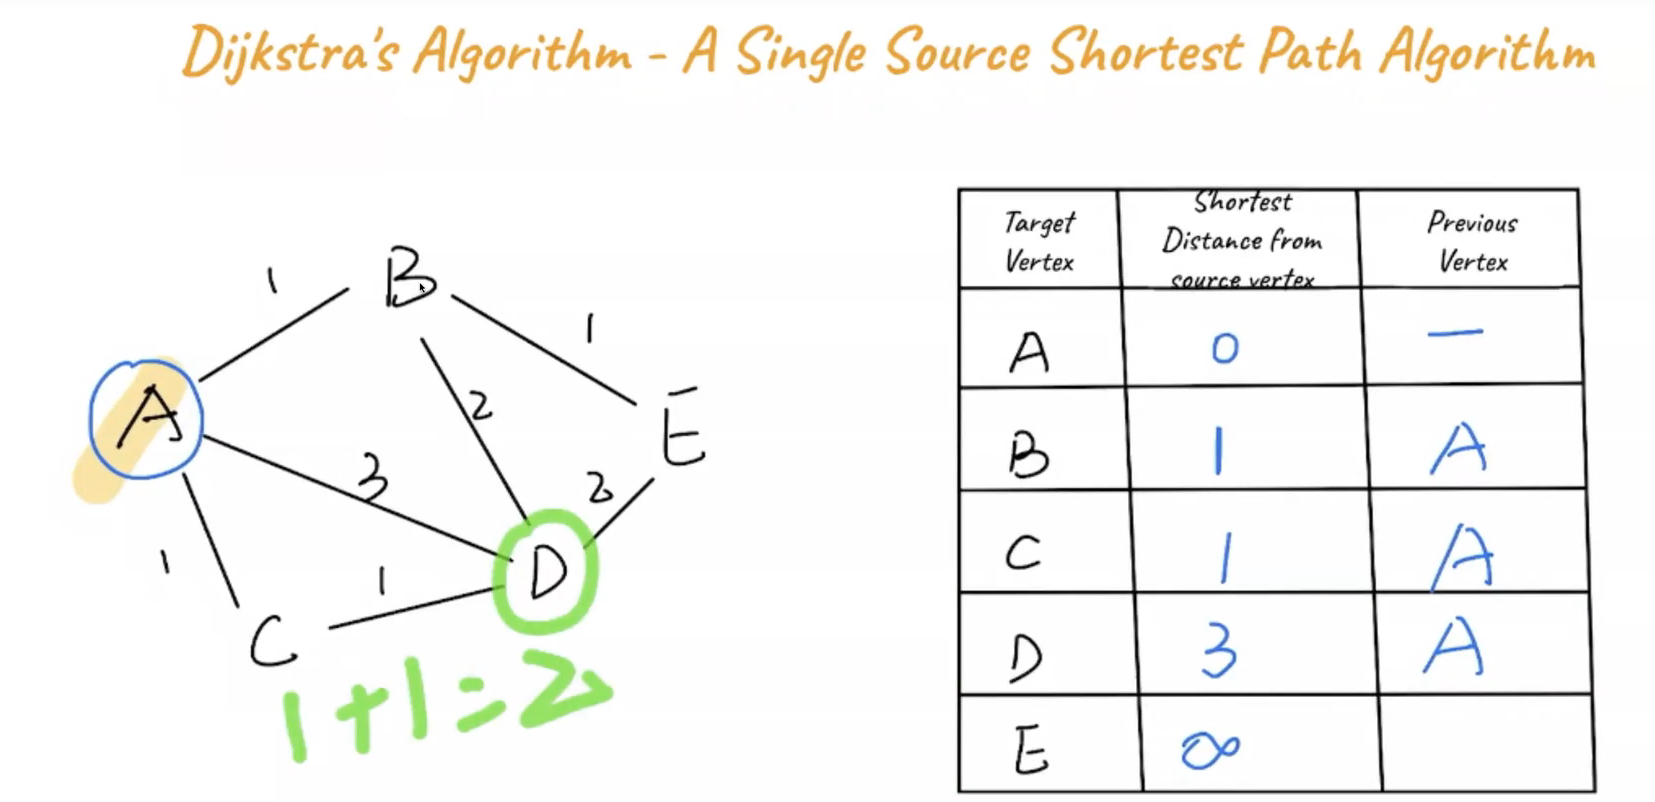 Dijkstra's Algorithm - A Single Source Shortest Path Algorithm
1
B
1
A
2
E
3
2
D
1
1
C
1+1=2
Target
Vertex
Shortest
Distance from
source vertex
Previous
Vertex
A 0 —
B 1 A
C 1 A
D 3 A
E ∞